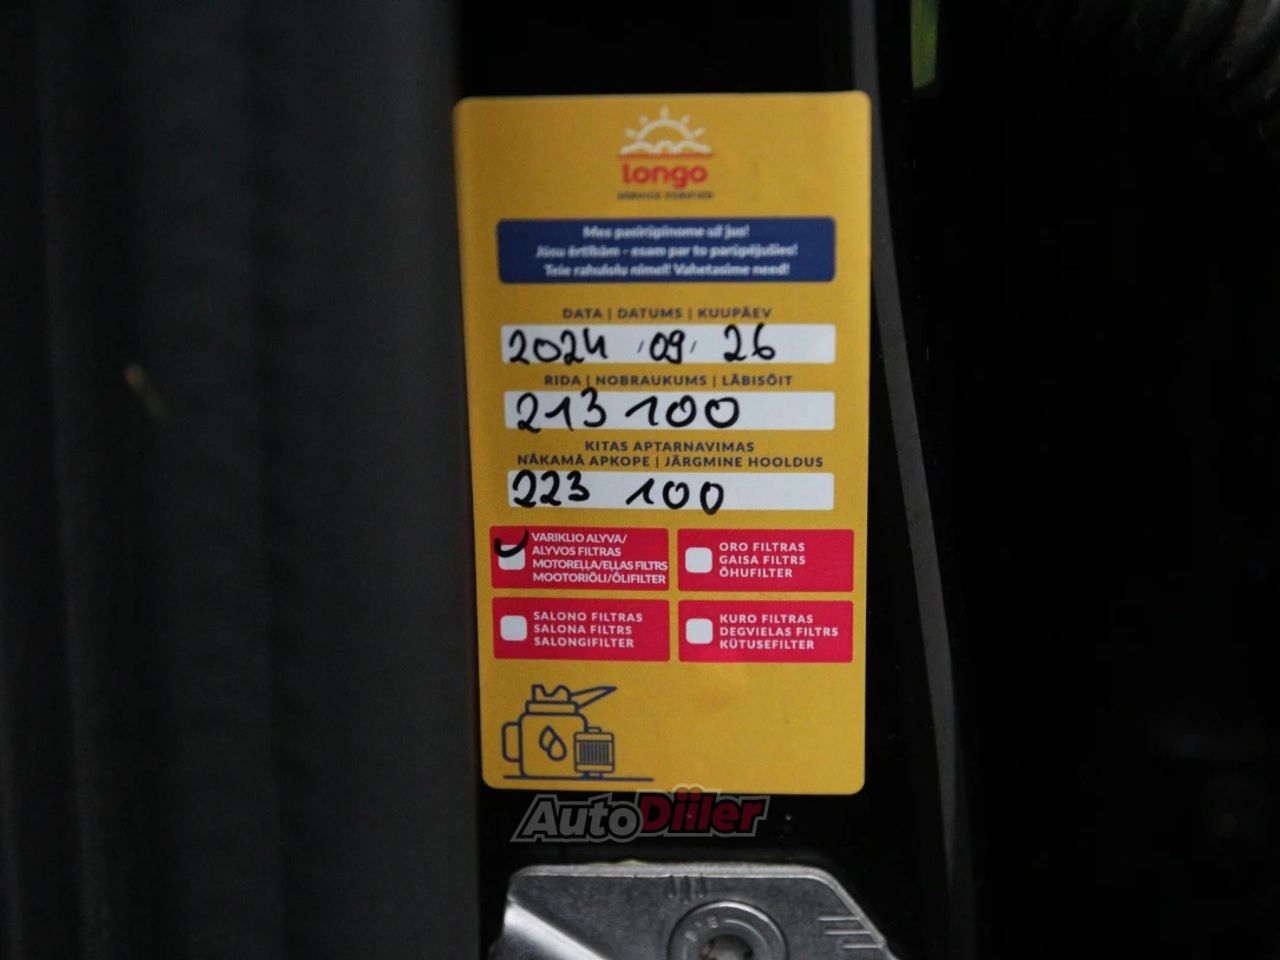 longo
Mes pasirūpinome už jus!
Jūsu ērtībām - esam par to parūpējušies!
Teie rahulolu nimel! Vahetasime need!
DATA | DATUMS | KUUPÄEV
2024 /09/ 26
RIDA | NOBRAUKUMS | LÄBISÕIT
213 100
KITAS APTARNAVIMAS
NĀKAMĀ APKOPE | JÄRGMINE HOOLDUS
223 100
VARIKLIO ALYVA/
ALYVOS FILTRAS
MOTOREĻĻA/EĻĻAS FILTRS
MOOTORIÕLI/ÕLIFILTER
ORO FILTRAS
GAISA FILTRS
ÕHUFILTER
SALONO FILTRAS
SALONA FILTRS
SALONGIFILTER
KURO FILTRAS
DEGVIELAS FILTRS
KÜTUSEFILTER
AutoDiiler